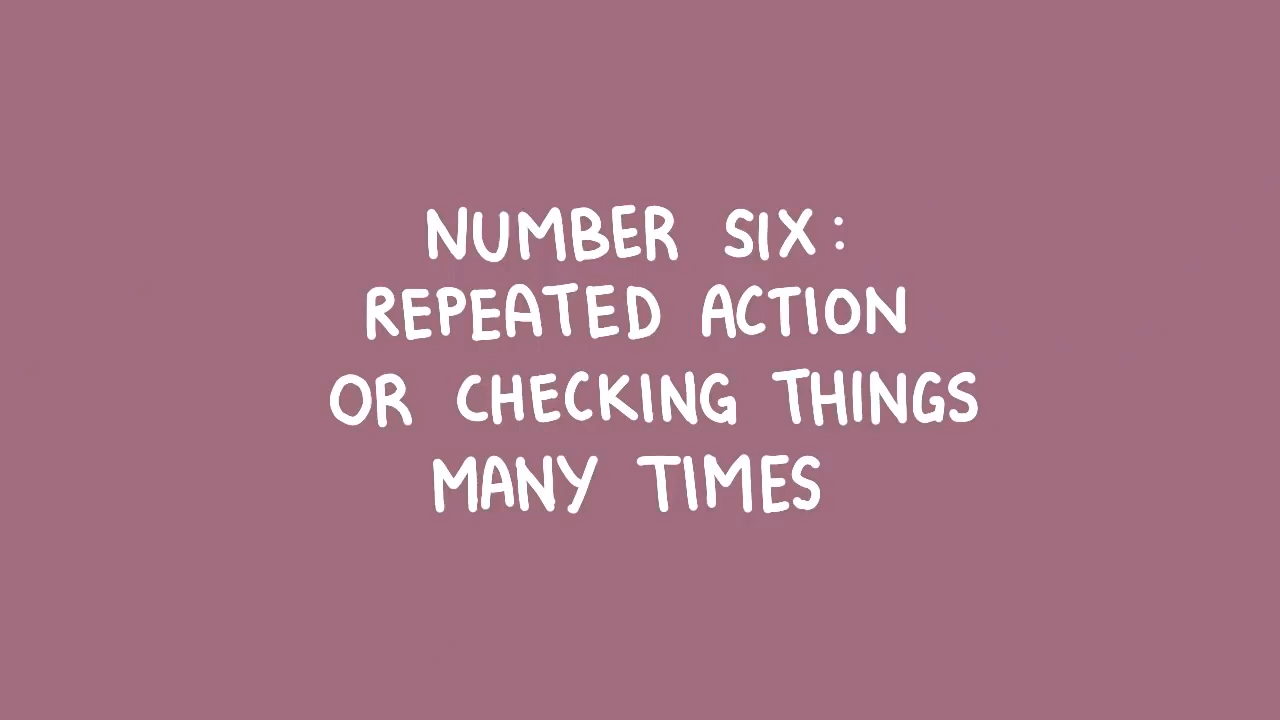 NUMBER SIX:
REPEATED ACTION
OR CHECKING THINGS
MANY TIMES